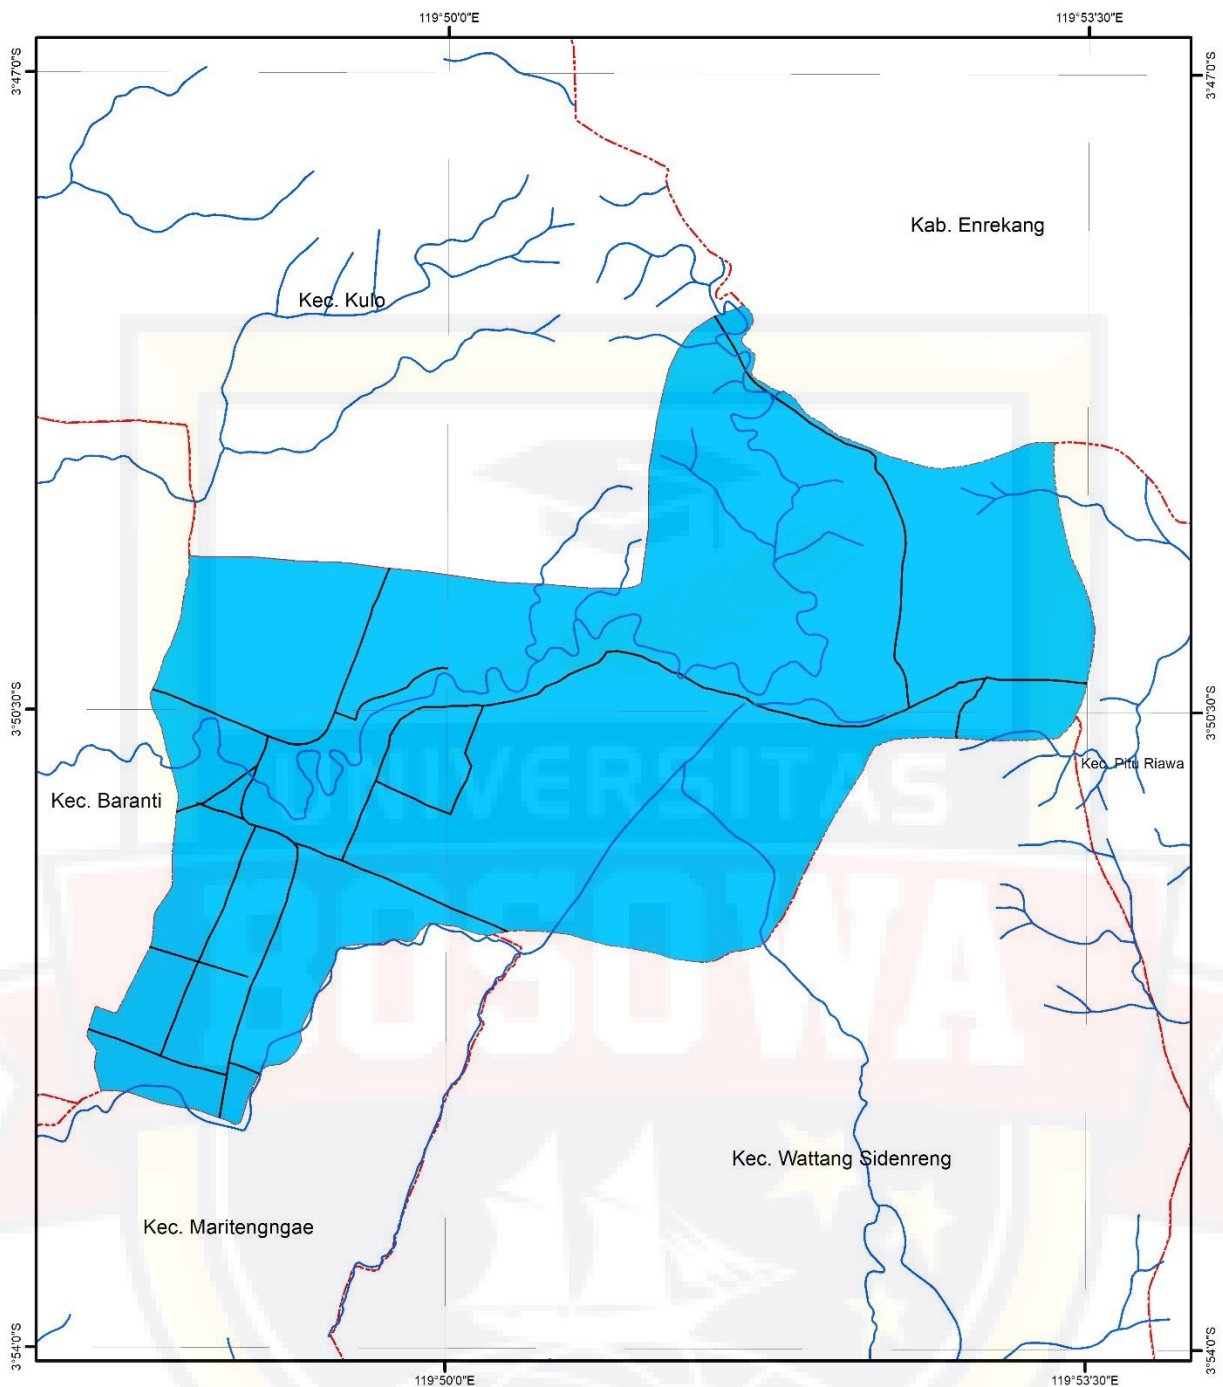 119°50'0"E
119°53'30"E
3°47'0"S
3°47'0"S
Kab. Enrekang
Kec. Kulo
3°50'30"S
3°50'30"S
Kec. Pitu Riawa
Kec. Baranti
UNIVERSITAS
BOSOWA
Kec. Wattang Sidenreng
Kec. Maritengngae
3°54'0"S
3°54'0"S
119°50'0"E
119°53'30"E